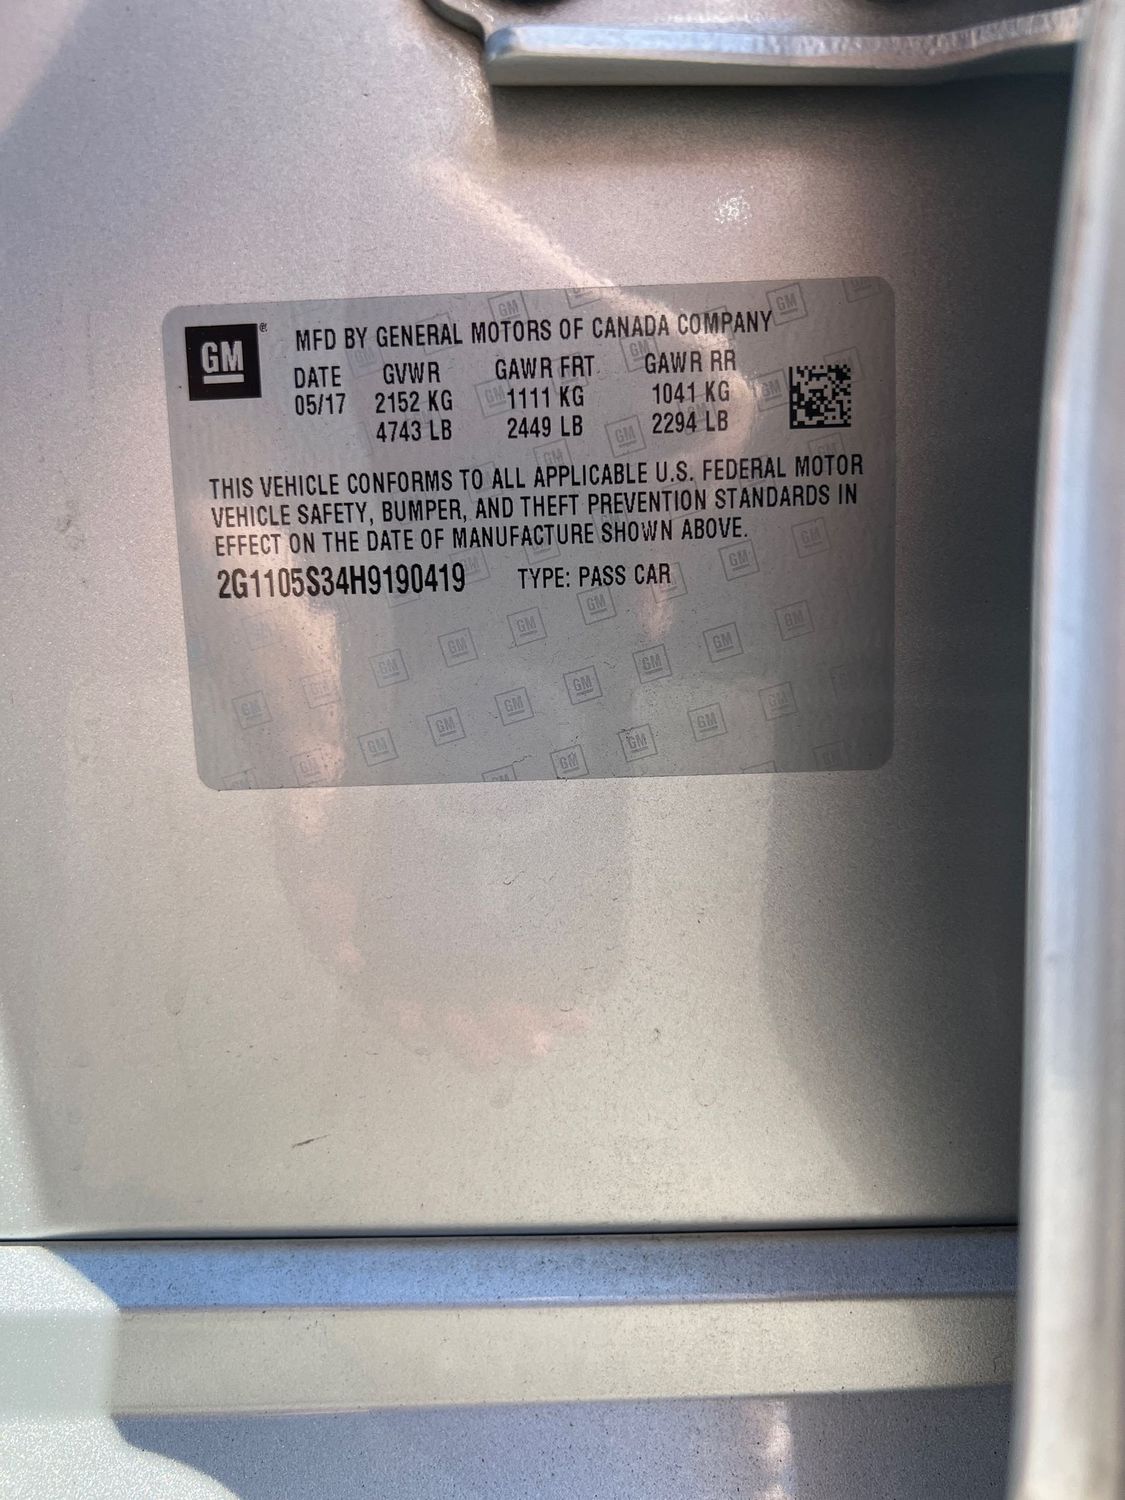 GM ® MFD BY GENERAL MOTORS OF CANADA COMPANY
DATE GVWR GAWR FRT GAWR RR
05/17 2152 KG 1111 KG 1041 KG
4743 LB 2449 LB 2294 LB
THIS VEHICLE CONFORMS TO ALL APPLICABLE U.S. FEDERAL MOTOR
VEHICLE SAFETY, BUMPER, AND THEFT PREVENTION STANDARDS IN
EFFECT ON THE DATE OF MANUFACTURE SHOWN ABOVE.
2G1105S34H9190419 TYPE: PASS CAR